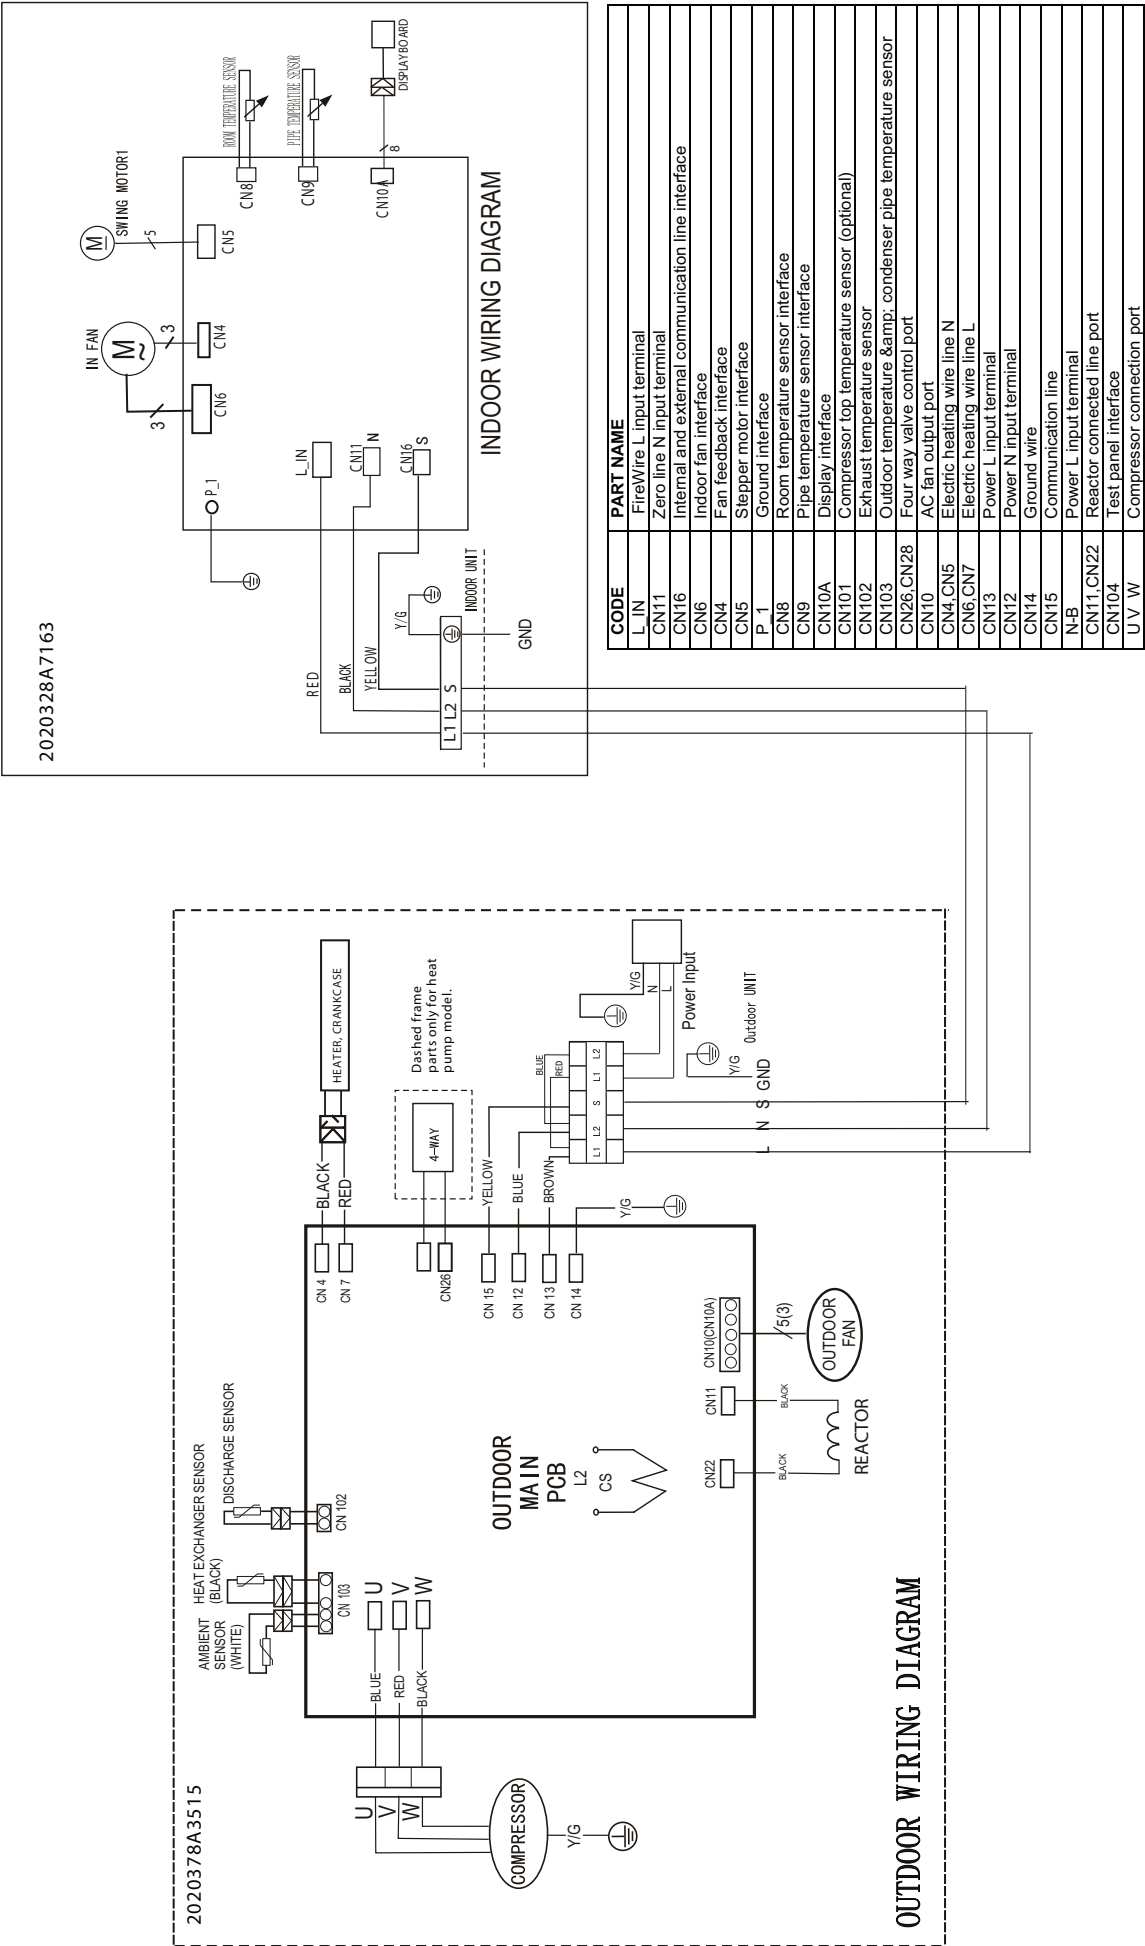 2020378A3515
AMBIENT
SENSOR
(WHITE)
HEAT EXCHANGER SENSOR
(BLACK)
DISCHARGE SENSOR
CN 103
CN 102
BLACK
RED
HEATER, CRANKCASE
CN 4
CN 7
4-WAY
CN26
Dashed frame
parts only for heat
pump model.
YELLOW
BLUE
BROWN
Y/G
CN 15
CN 12
CN 13
CN 14
BLUE
RED
L1
L2
S
L1
L2
Y/G
N
L
Power Input
Y/G
L
N
S
GND
Outdoor UNIT
U
V
W
BLUE
RED
BLACK
U
V
W
COMPRESSOR
Y/G
OUTDOOR
MAIN
PCB
L2
CS
CN22
CN11
CN10(CN10A)
BLACK
BLACK
REACTOR
5(3)
OUTDOOR
FAN
OUTDOOR WIRING DIAGRAM
2020328A7163
IN FAN
M
~
3
3
CN6
CN4
M
SWING MOTOR1
5
CN5
ROOM TEMPERATURE SENSOR
CN8
PIPE TEMPERATURE SENSOR
CN9
DISPLAY BOARD
8
CN10A
P_1
L_IN
CN11
N
CN16
S
RED
BLACK
YELLOW
Y/G
L1
L2
S
INDOOR UNIT
GND
INDOOR WIRING DIAGRAM
CODE PART NAME
L_IN FireWire L input terminal
CN11 Zero line N input terminal
CN16 Internal and external communication line interface
CN6 Indoor fan interface
CN4 Fan feedback interface
CN5 Stepper motor interface
P_1 Ground interface
CN8 Room temperature sensor interface
CN9 Pipe temperature sensor interface
CN10A Display interface
CN101 Compressor top temperature sensor (optional)
CN102 Exhaust temperature sensor
CN103 Outdoor temperature &amp; condenser pipe temperature sensor
CN26,CN28 Four way valve control port
CN10 AC fan output port
CN4,CN5 Electric heating wire line N
CN6,CN7 Electric heating wire line L
CN13 Power L input terminal
CN12 Power N input terminal
CN14 Ground wire
CN15 Communication line
N-B Power L input terminal
CN11,CN22 Reactor connected line port
CN104 Test panel interface
U V W Compressor connection port